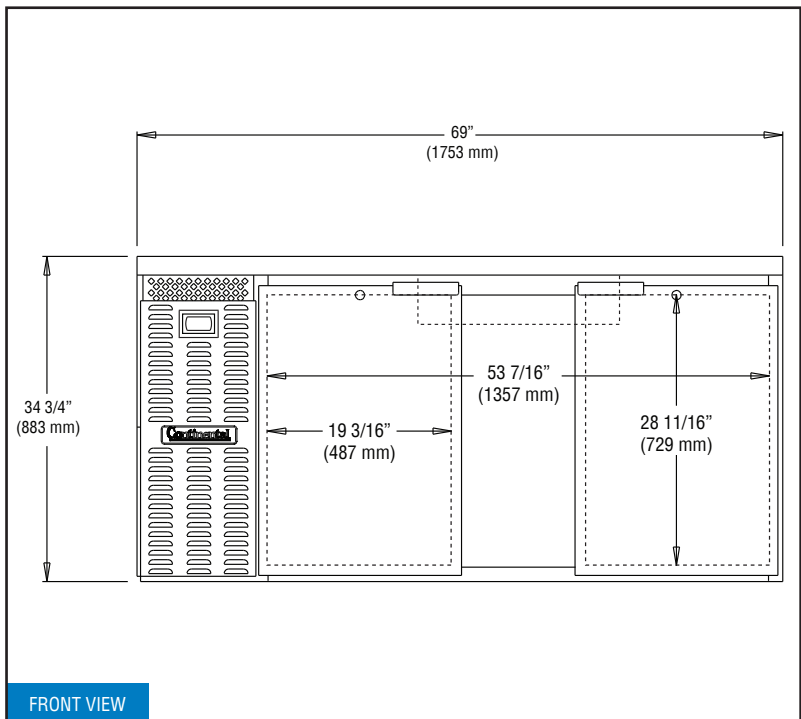 69”
(1753 mm)
34 3/4”
(883 mm)
Continental
53 7/16”
(1357 mm)
19 3/16”
(487 mm)
28 11/16”
(729 mm)
FRONT VIEW